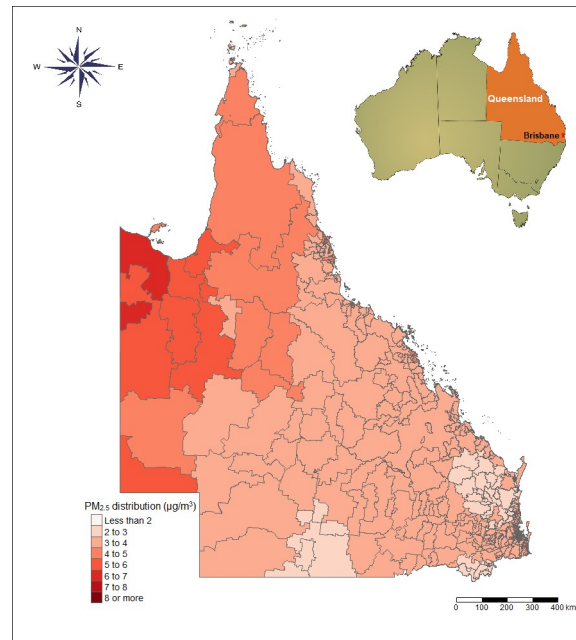 N
W E
S
Queensland
Brisbane
PM2.5 distribution (µg/m³)
Less than 2
2 to 3
3 to 4
4 to 5
5 to 6
6 to 7
7 to 8
8 or more
0 100 200 300 400 km